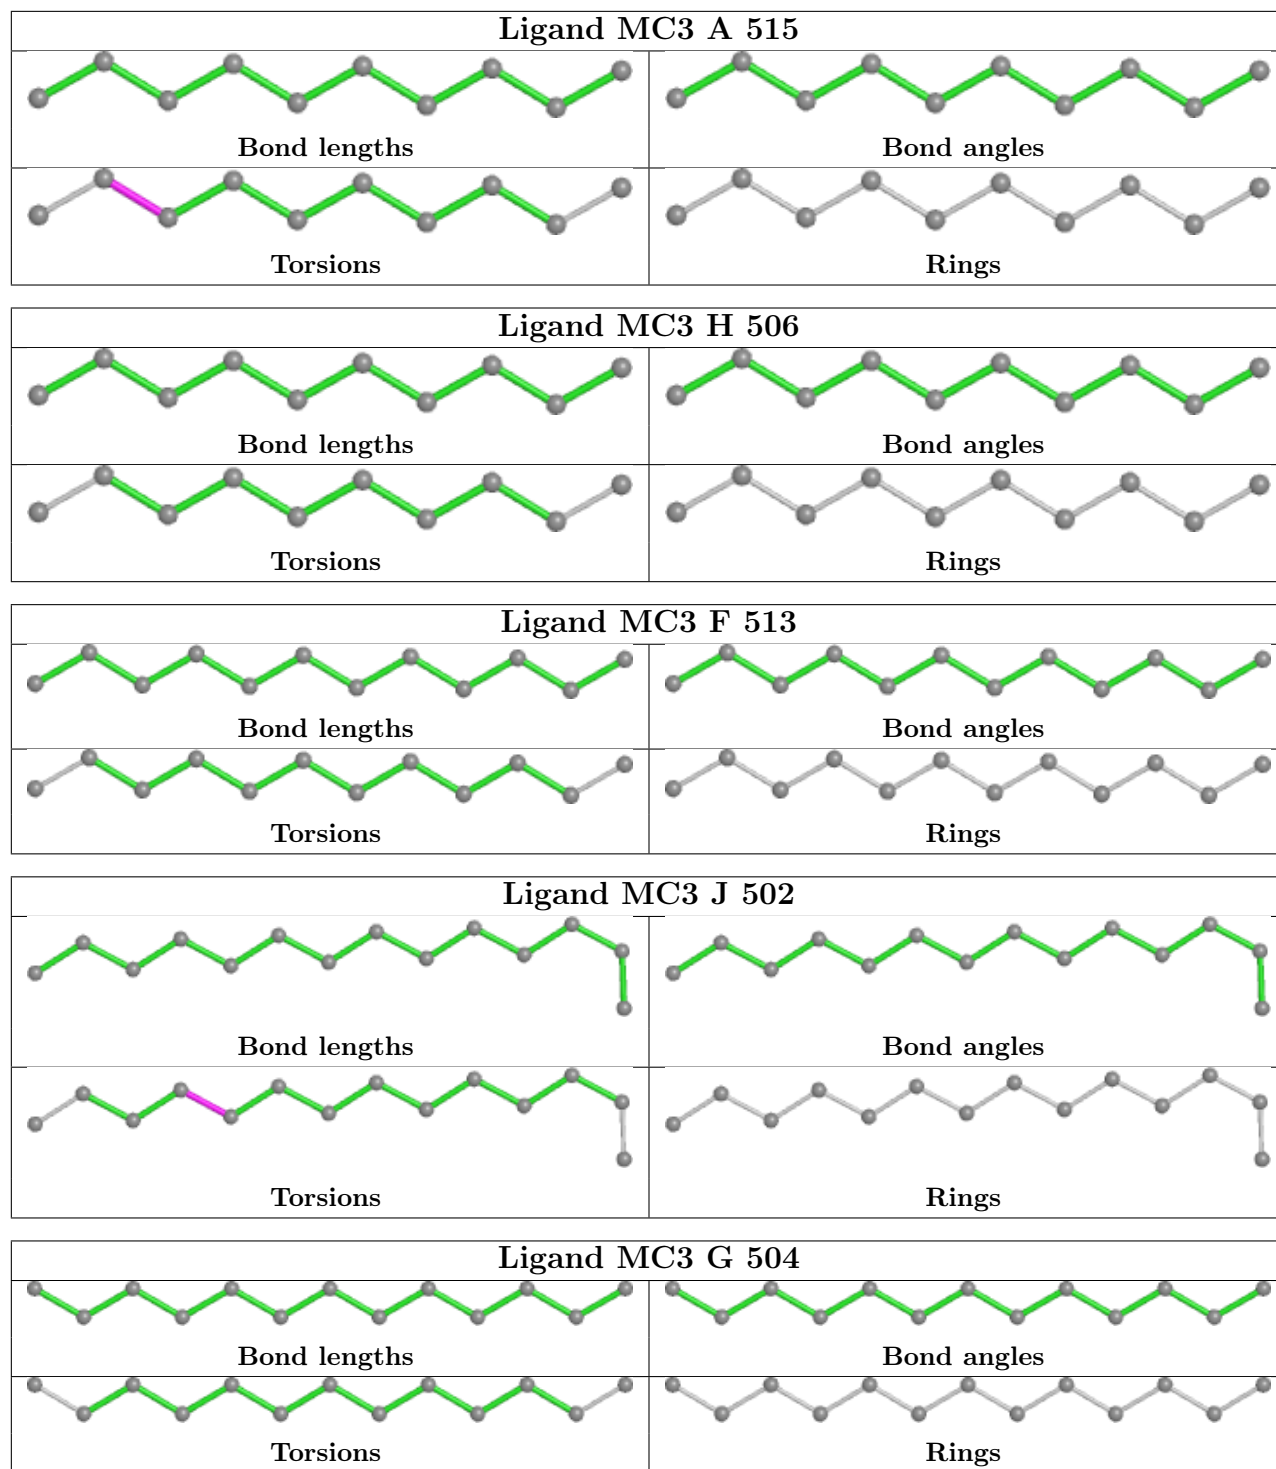 Ligand MC3 A 515
Bond lengths
Bond angles
Torsions
Rings
Ligand MC3 H 506
Bond lengths
Bond angles
Torsions
Rings
Ligand MC3 F 513
Bond lengths
Bond angles
Torsions
Rings
Ligand MC3 J 502
Bond lengths
Bond angles
Torsions
Rings
Ligand MC3 G 504
Bond lengths
Bond angles
Torsions
Rings